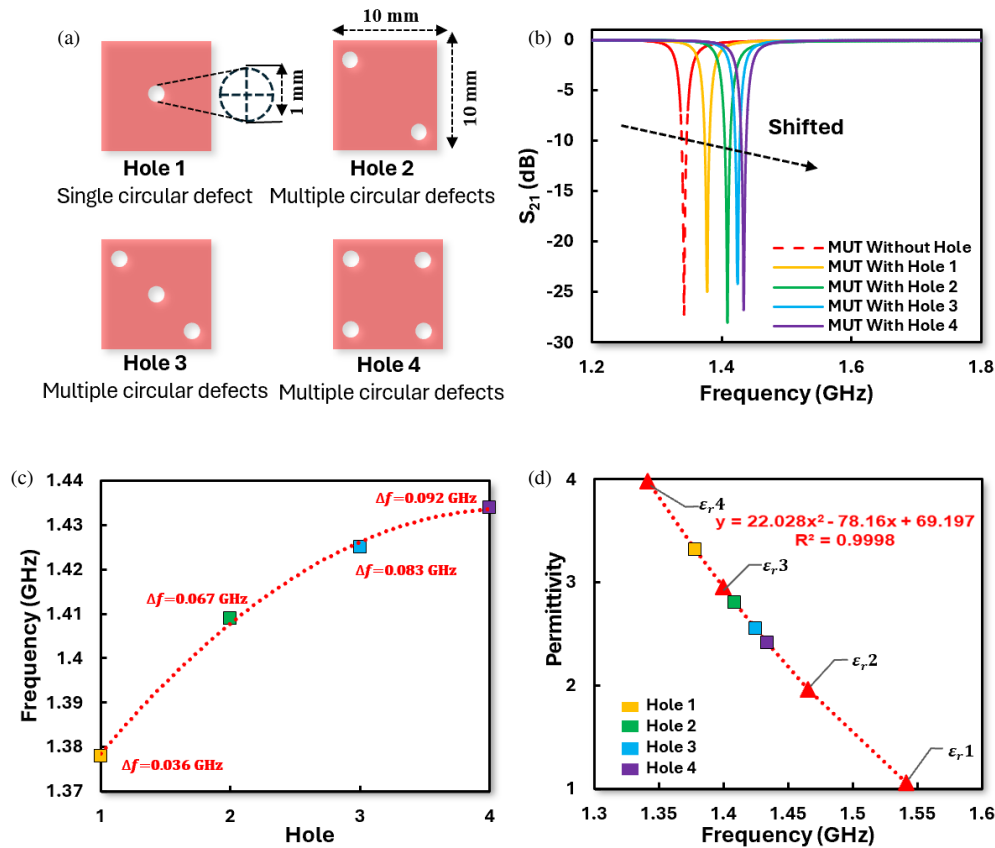 (a)
10 mm
1 mm
10 mm
Hole 1
Single circular defect
Hole 2
Multiple circular defects
Hole 3
Multiple circular defects
Hole 4
Multiple circular defects
(b)
0
-5
-10
-15
-20
-25
-30
S21 (dB)
Shifted
MUT Without Hole
MUT With Hole 1
MUT With Hole 2
MUT With Hole 3
MUT With Hole 4
1.2 1.4 1.6 1.8
Frequency (GHz)
(c)
1.44
1.43
1.42
1.41
1.4
1.39
1.38
1.37
Frequency (GHz)
Δf=0.092 GHz
Δf=0.083 GHz
Δf=0.067 GHz
Δf=0.036 GHz
1 2 3 4
Hole
(d)
4
3
2
1
Permittivity
εr4
y = 22.028x² - 78.16x + 69.197
R² = 0.9998
εr3
εr2
εr1
Hole 1
Hole 2
Hole 3
Hole 4
1.3 1.35 1.4 1.45 1.5 1.55 1.6
Frequency (GHz)